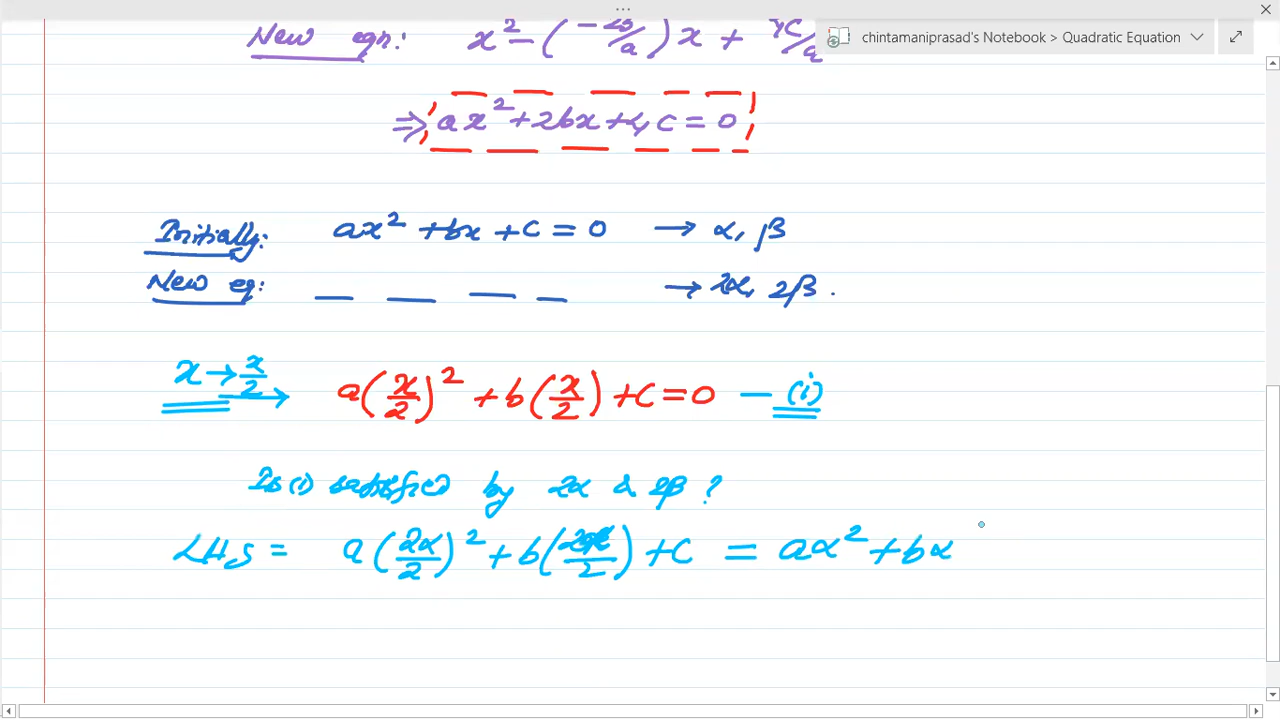 chintamaniprasad's Notebook > Quadratic Equation
New eqn: x² - (-2b/a)x + 4c/a
⇒ ax² + 2bx + 4c = 0
Initially: ax² + bx + c = 0 → α, β
New eq: _ _ _ _ → 2α, 2β.
x → x/2 a(x/2)² + b(x/2) + c = 0 — (i)
Is (i) satisfied by 2α & 2β?
LHS = a(2α/2)² + b(2α/2) + c = aα² + bα